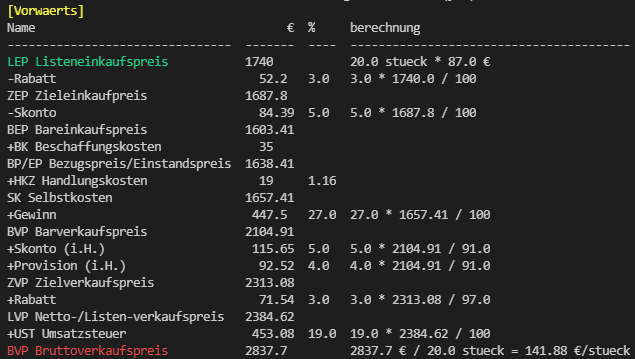 [Vorwaerts]
Name € % berechnung
-------------------------------- ------- ---- ----------------------------------------
LEP Listeneinkaufspreis 1740 20.0 stueck * 87.0 €
-Rabatt 52.2 3.0 3.0 * 1740.0 / 100
ZEP Zieleinkaufpreis 1687.8
-Skonto 84.39 5.0 5.0 * 1687.8 / 100
BEP Bareinkaufspreis 1603.41
+BK Beschaffungskosten 35
BP/EP Bezugspreis/Einstandspreis 1638.41
+HKZ Handlungskosten 19 1.16
SK Selbstkosten 1657.41
+Gewinn 447.5 27.0 27.0 * 1657.41 / 100
BVP Barverkaufspreis 2104.91
+Skonto (i.H.) 115.65 5.0 5.0 * 2104.91 / 91.0
+Provision (i.H.) 92.52 4.0 4.0 * 2104.91 / 91.0
ZVP Zielverkaufspreis 2313.08
+Rabatt 71.54 3.0 3.0 * 2313.08 / 97.0
LVP Netto-/Listen-verkaufspreis 2384.62
+UST Umsatzsteuer 453.08 19.0 19.0 * 2384.62 / 100
BVP Bruttoverkaufspreis 2837.7 2837.7 € / 20.0 stueck = 141.88 €/stueck